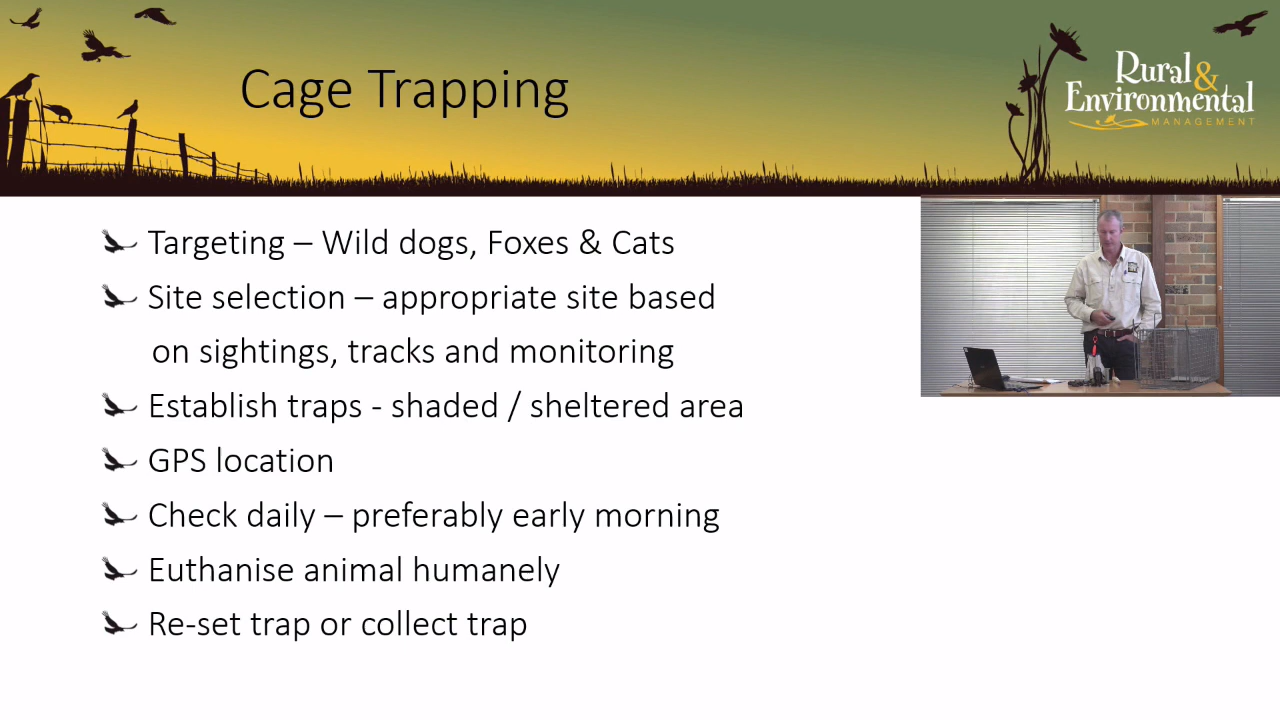 Cage Trapping
Rural &
Environmental
MANAGEMENT
Targeting – Wild dogs, Foxes & Cats
Site selection – appropriate site based
on sightings, tracks and monitoring
Establish traps - shaded / sheltered area
GPS location
Check daily – preferably early morning
Euthanise animal humanely
Re-set trap or collect trap